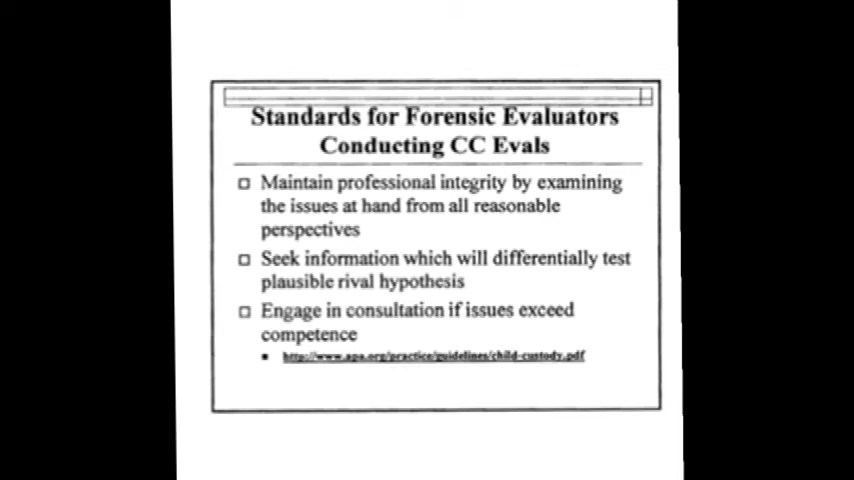 Standards for Forensic Evaluators
Conducting CC Evals
Maintain professional integrity by examining
the issues at hand from all reasonable
perspectives
Seek information which will differentially test
plausible rival hypothesis
Engage in consultation if issues exceed
competence
http://www.apa.org/practice/guidelines/child-custody.pdf